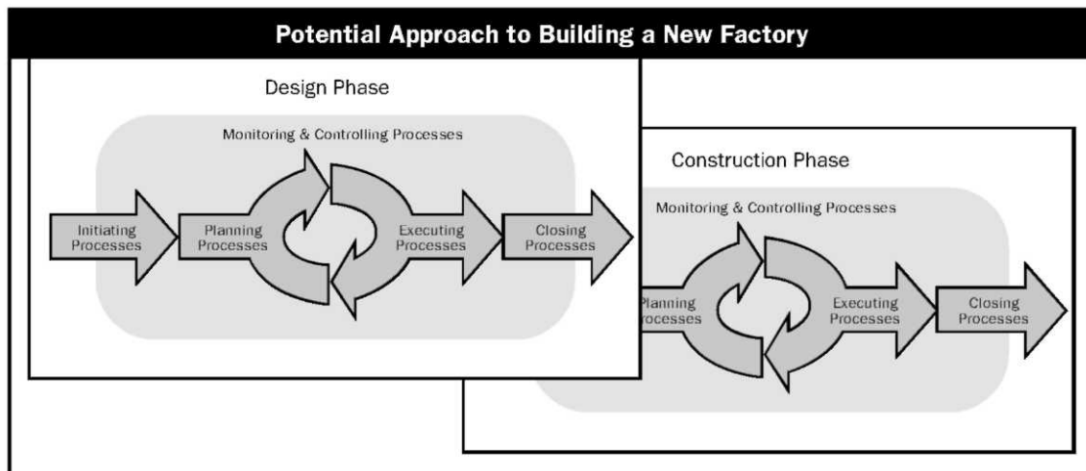 Potential Approach to Building a New Factory
Design Phase
Monitoring & Controlling Processes
Initiating
Processes
Planning
Processes
Executing
Processes
Closing
Processes
Construction Phase
Monitoring & Controlling Processes
Planning
Processes
Executing
Processes
Closing
Processes